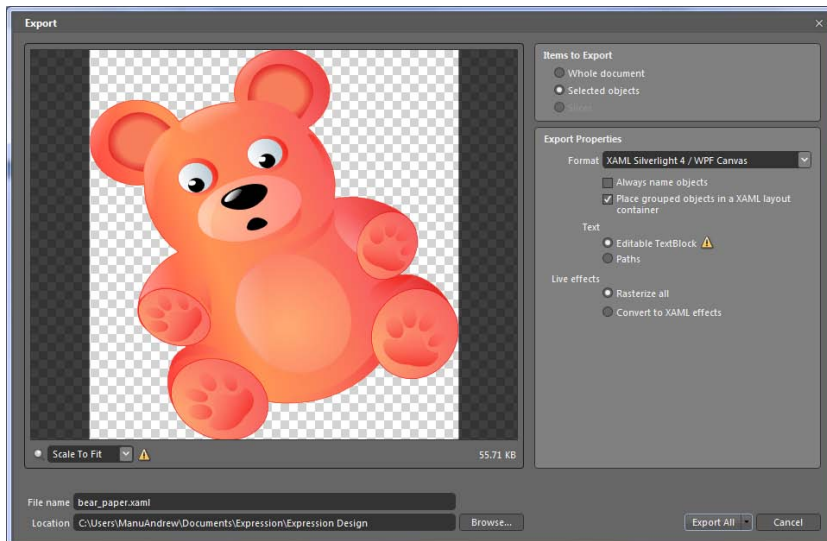 Export
Items to Export
Whole document
Selected objects
Slices
Export Properties
Format XAML Silverlight 4 / WPF Canvas
Always name objects
Place grouped objects in a XAML layout
container
Text
Editable TextBlock
Paths
Live effects
Rasterize all
Convert to XAML effects
Scale To Fit
55.71 KB
File name bear_paper.xaml
Location C:\Users\ManuAndrew\Documents\Expression\Expression Design Browse...
Export All Cancel